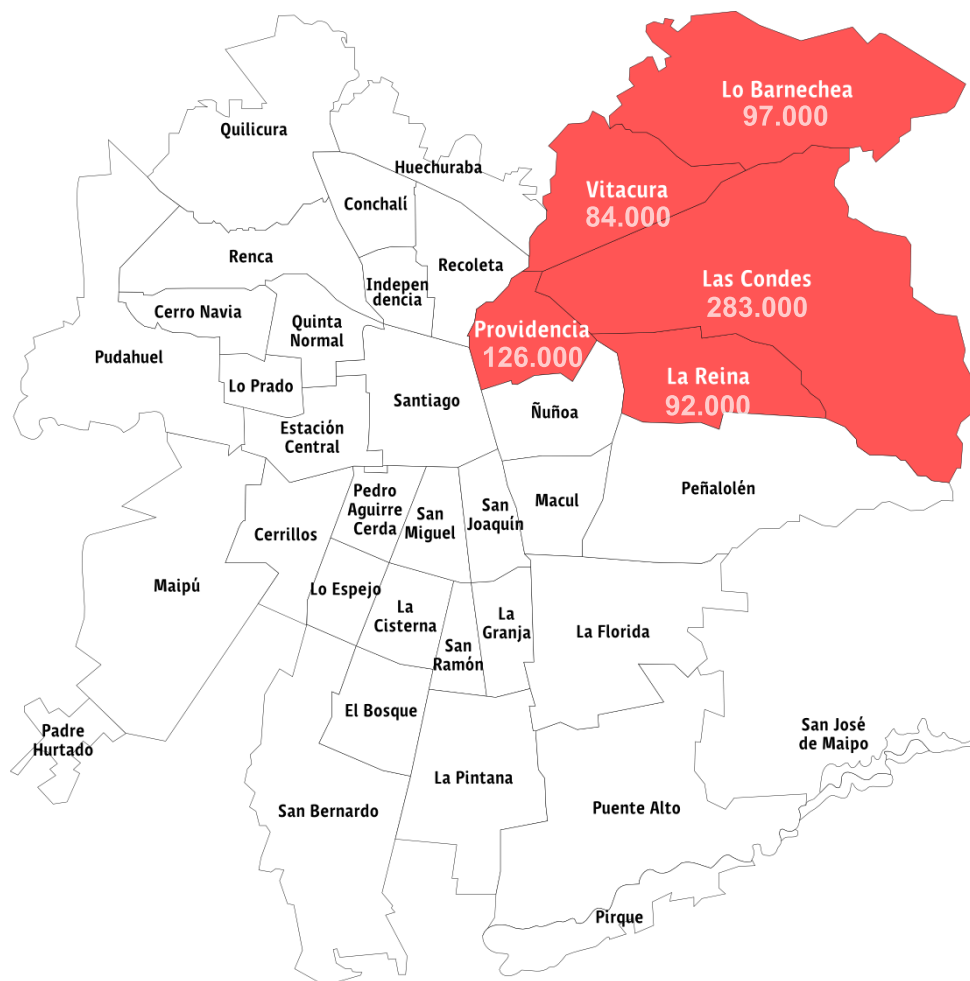 Lo Barnechea
97.000
Quilicura
Huechuraba
Vitacura
84.000
Conchalí
Renca
Recoleta
Indepen
dencia
Las Condes
283.000
Cerro Navia
Quinta
Normal
Providencia
126.000
Pudahuel
Lo Prado
La Reina
92.000
Santiago
Ñuñoa
Estación
Central
Pedro
Aguirre
Cerda
San
Miguel
San
Joaquín
Macul
Peñalolén
Cerrillos
Maipú
Lo Espejo
La
Cisterna
San
Ramón
La
Granja
La Florida
El Bosque
Padre
Hurtado
San José
de Maipo
La Pintana
San Bernardo
Puente Alto
Pirque